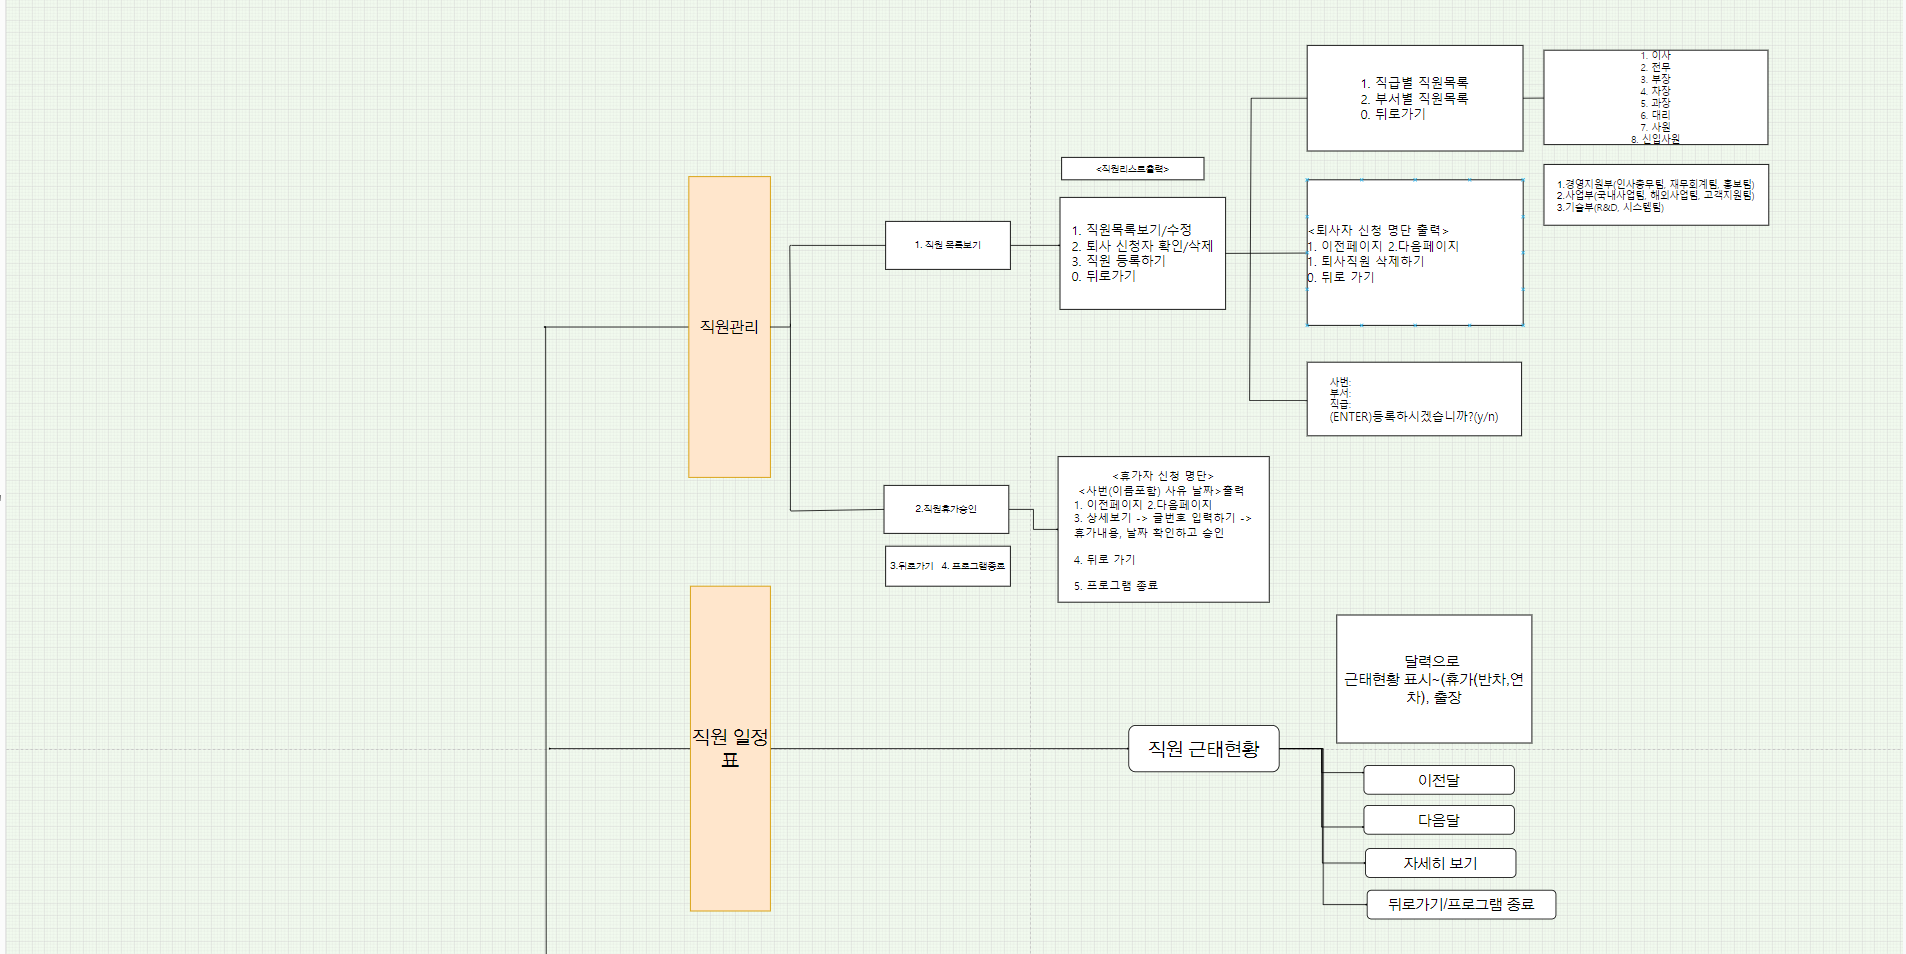 직원관리
1. 직원 목록보기
<직원리스트출력>
1. 직원목록보기/수정
2. 퇴사 신청자 확인/삭제
3. 직원 등록하기
0. 뒤로가기
1. 직급별 직원목록
2. 부서별 직원목록
0. 뒤로가기
1. 이사
2. 전무
3. 부장
4. 차장
5. 과장
6. 대리
7. 사원
8. 신입사원
1.경영지원부(인사총무팀, 재무회계팀, 홍보팀)
2.사업부(국내사업팀, 해외사업팀, 고객지원팀)
3.기술부(R&D, 시스템팀)
<퇴사자 신청 명단 출력>
1. 이전페이지 2.다음페이지
1. 퇴사직원 삭제하기
0. 뒤로 가기
사번:
부서:
직급:
(ENTER)등록하시겠습니까?(y/n)
2.직원휴가승인
3.뒤로가기 4. 프로그램종료
<휴가자 신청 명단>
<사번(이름포함) 사유 날짜>출력
1. 이전페이지 2.다음페이지
3. 상세보기 -> 글번호 입력하기 ->
휴가내용, 날짜 확인하고 승인
4. 뒤로 가기
5. 프로그램 종료
직원 일정
표
직원 근태현황
달력으로
근태현황 표시~(휴가(반차,연
차), 출장
이전달
다음달
자세히 보기
뒤로가기/프로그램 종료